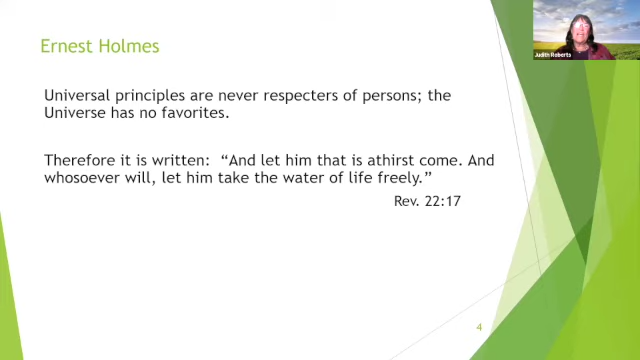 Ernest Holmes
Judith Roberts
Universal principles are never respecters of persons; the
Universe has no favorites.
Therefore it is written:  “And let him that is athirst come. And
whosoever will, let him take the water of life freely.”
Rev. 22:17
4